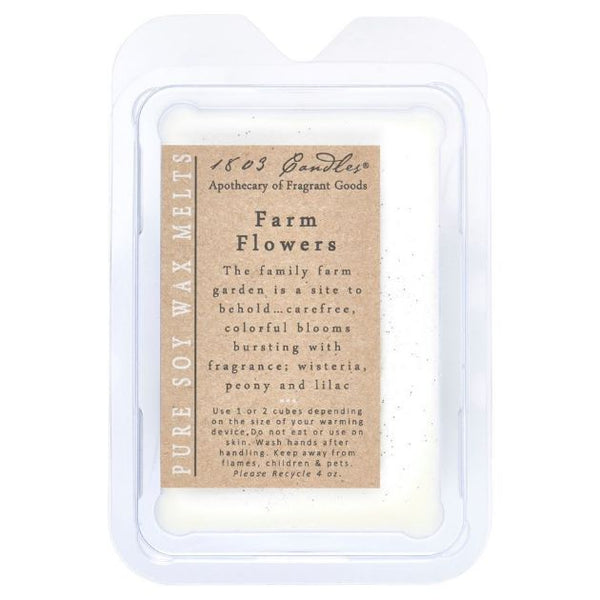 PURE SOY WAX MELTS
1803 Candles®
Apothecary of Fragrant Goods
Farm
Flowers
The family farm
garden is a site to
behold...carefree,
colorful blooms
bursting with
fragrance; wisteria,
peony and lilac
Use 1 or 2 cubes depending
on the size of your warming
device,Do not eat or use on
skin. Wash hands after
handling. Keep away from
flames, children & pets.
Please Recycle 4 oz.